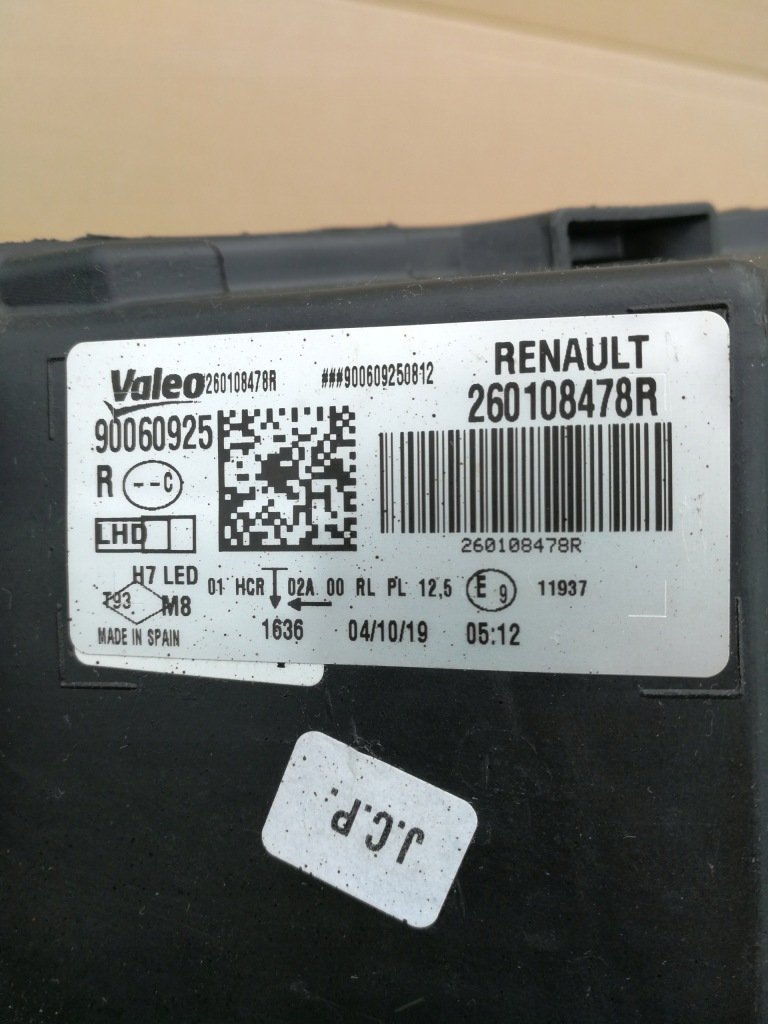 Valeo #260108478R ###900609250812
RENAULT
260108478R
90060925
R --C
LHD
260108478R
H7 LED
T93 M8
01 HCR 02A 00 RL PL 12,5 E 9 11937
MADE IN SPAIN
1636 04/10/19 05:12
J.C.P.: